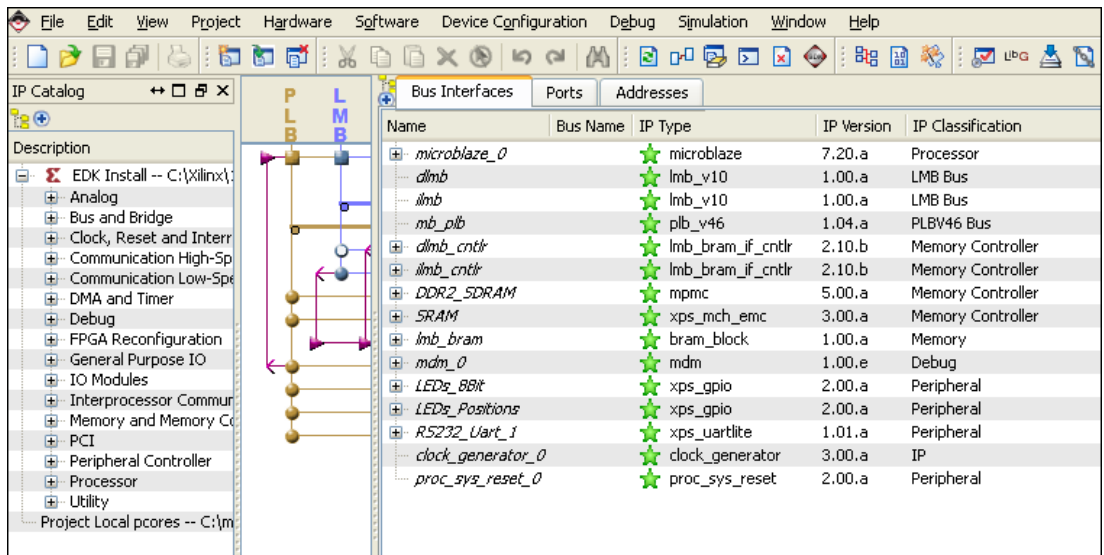 File Edit View Project Hardware Software Device Configuration Debug Simulation Window Help
IP Catalog
Description
EDK Install -- C:\Xilinx\
Analog
Bus and Bridge
Clock, Reset and Interr
Communication High-Sp
Communication Low-Spe
DMA and Timer
Debug
FPGA Reconfiguration
General Purpose IO
IO Modules
Interprocessor Commur
Memory and Memory Co
PCI
Peripheral Controller
Processor
Utility
Project Local pcores -- C:\m
PLB LMB
Bus Interfaces Ports Addresses
Name Bus Name IP Type IP Version IP Classification
microblaze_0 microblaze 7.20.a Processor
dlmb lmb_v10 1.00.a LMB Bus
ilmb lmb_v10 1.00.a LMB Bus
mb_plb plb_v46 1.04.a PLBV46 Bus
dlmb_cntlr lmb_bram_if_cntlr 2.10.b Memory Controller
ilmb_cntlr lmb_bram_if_cntlr 2.10.b Memory Controller
DDR2_SDRAM mpmc 5.00.a Memory Controller
SRAM xps_mch_emc 3.00.a Memory Controller
lmb_bram bram_block 1.00.a Memory
mdm_0 mdm 1.00.e Debug
LEDs_8Bit xps_gpio 2.00.a Peripheral
LEDs_Positions xps_gpio 2.00.a Peripheral
RS232_Uart_1 xps_uartlite 1.01.a Peripheral
clock_generator_0 clock_generator 3.00.a IP
proc_sys_reset_0 proc_sys_reset 2.00.a Peripheral